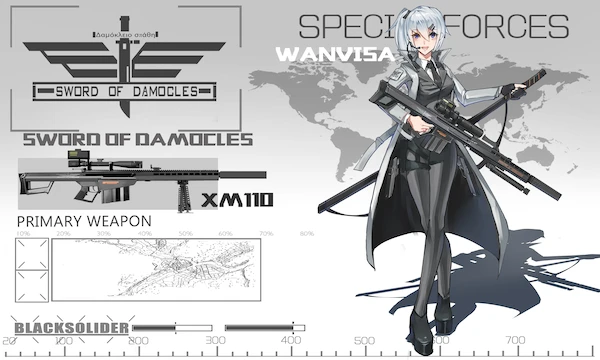 Δαμόκλειο σπάθη
SWORD OF DAMOCLES
SWORD OF DAMOCLES
XM110
PRIMARY WEAPON
10% 20% 30% 40% 50% 60% 70% 80%
BLACKSOLIDER
SPECIAL FORCES
WANVISA
20 100 200 300 400 500 600 700